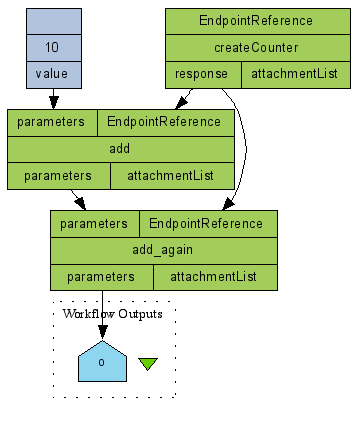 EndpointReference
10
createCounter
value
response
attachmentList
parameters
EndpointReference
add
parameters
attachmentList
parameters
EndpointReference
add_again
parameters
attachmentList
Workflow Outputs
o